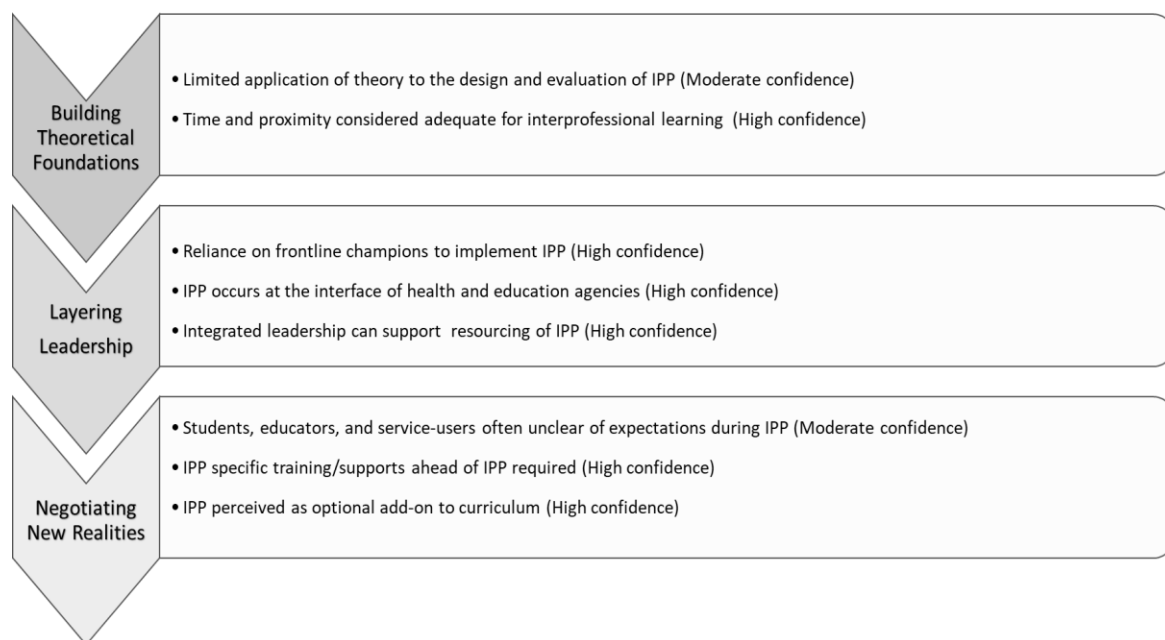 Building
Theoretical
Foundations
• Limited application of theory to the design and evaluation of IPP (Moderate confidence)
• Time and proximity considered adequate for interprofessional learning (High confidence)
Layering
Leadership
• Reliance on frontline champions to implement IPP (High confidence)
• IPP occurs at the interface of health and education agencies (High confidence)
• Integrated leadership can support resourcing of IPP (High confidence)
Negotiating
New Realities
• Students, educators, and service-users often unclear of expectations during IPP (Moderate confidence)
• IPP specific training/supports ahead of IPP required (High confidence)
• IPP perceived as optional add-on to curriculum (High confidence)